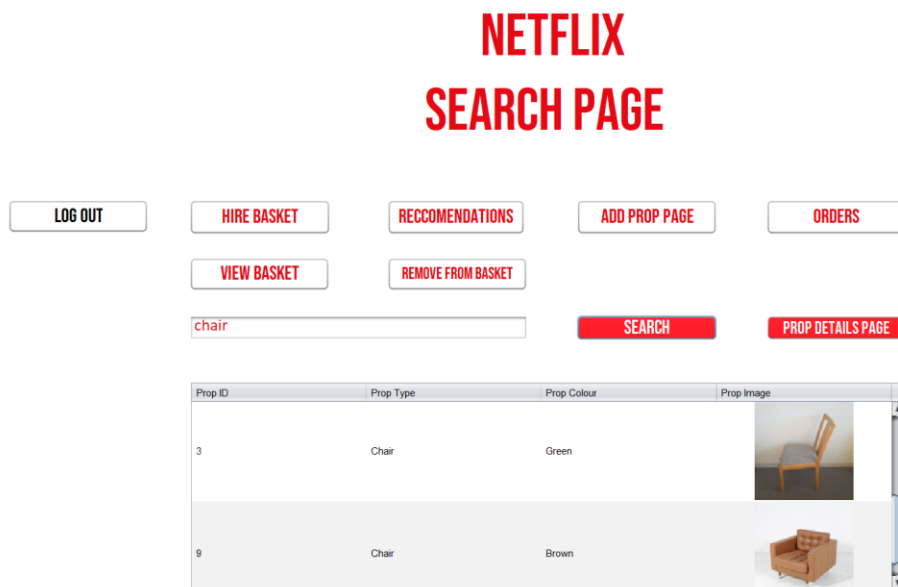 NETFLIX
SEARCH PAGE
LOG OUT HIRE BASKET RECCOMENDATIONS ADD PROP PAGE ORDERS
VIEW BASKET REMOVE FROM BASKET
chair SEARCH PROP DETAILS PAGE
Prop ID Prop Type Prop Colour Prop Image
3 Chair Green
9 Chair Brown